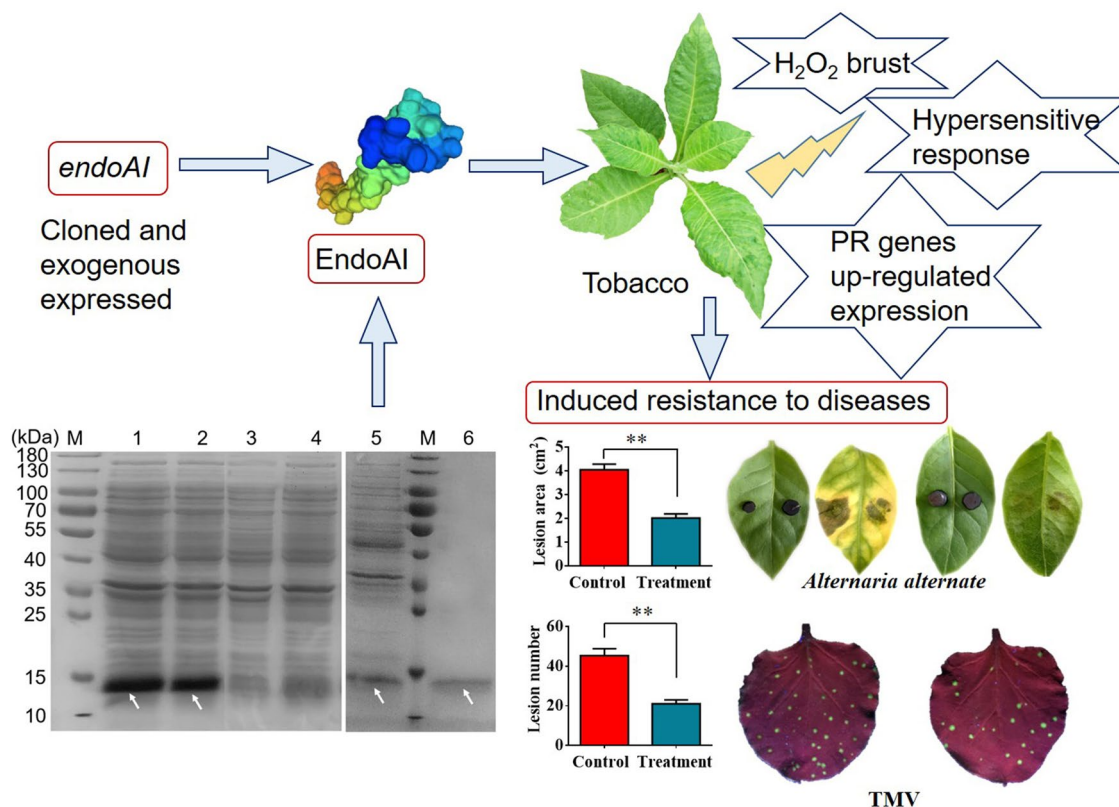 endoAI
Cloned and
exogenous
expressed
EndoAI
Tobacco
H₂O₂ brust
Hypersensitive
response
PR genes
up-regulated
expression
Induced resistance to diseases
(kDa) M 1 2 3 4 5 M 6
180
130
100
70
55
40
35
25
15
10
Lesion area (cm²)
5
4
3
2
1
0
**
Control Treatment
Alternaria alternate
Lesion number
60
40
20
0
**
Control Treatment
TMV